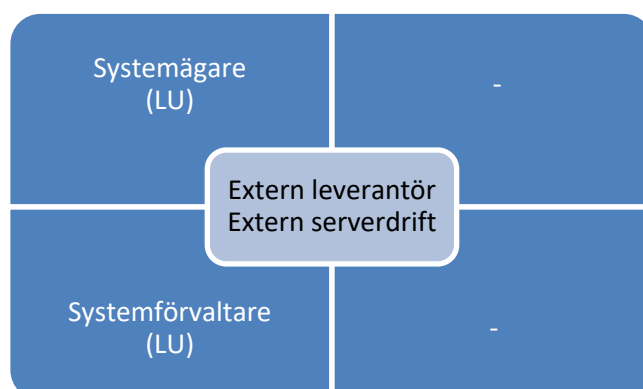 Systemägare
(LU)
-
Extern leverantör
Extern serverdrift
Systemförvaltare
(LU)
-